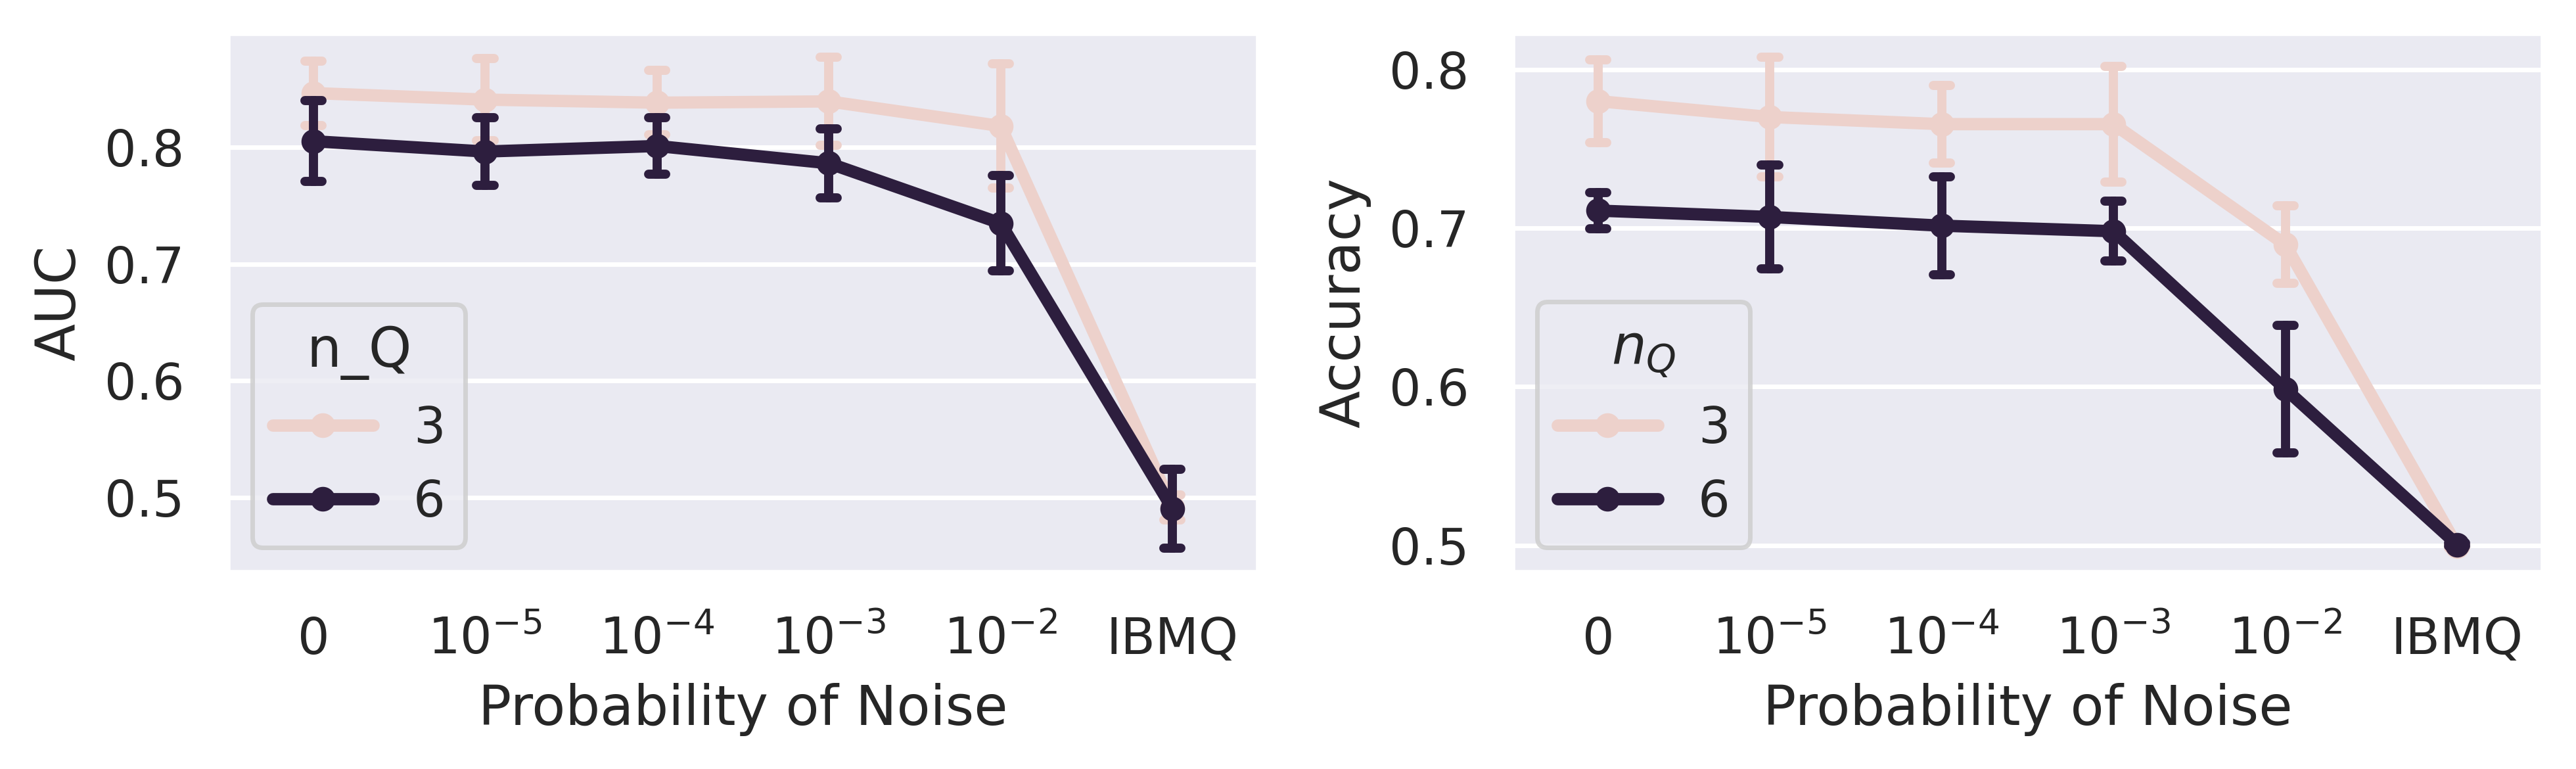 AUC
0.8
0.7
0.6
0.5
n_Q
3
6
0 10⁻⁵ 10⁻⁴ 10⁻³ 10⁻² IBMQ
Probability of Noise
Accuracy
0.8
0.7
0.6
0.5
n_Q
3
6
0 10⁻⁵ 10⁻⁴ 10⁻³ 10⁻² IBMQ
Probability of Noise